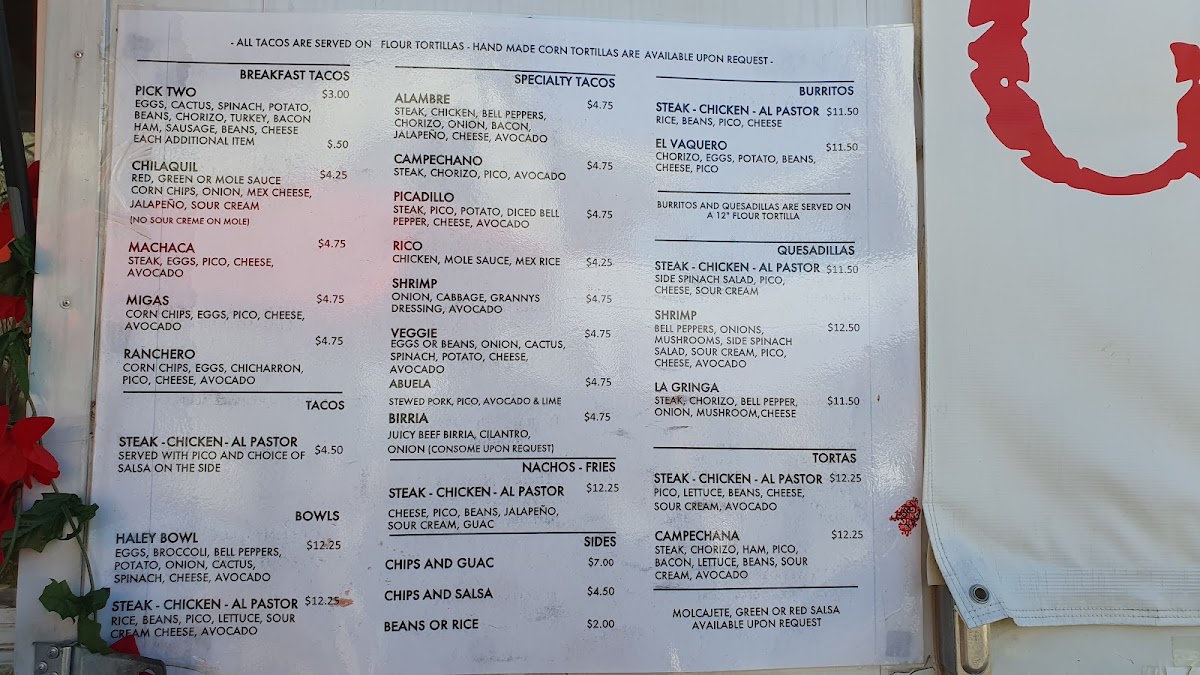 - ALL TACOS ARE SERVED ON FLOUR TORTILLAS - HAND MADE CORN TORTILLAS ARE AVAILABLE UPON REQUEST -
BREAKFAST TACOS
PICK TWO $3.00
EGGS, CACTUS, SPINACH, POTATO,
BEANS, CHORIZO, TURKEY, BACON
HAM, SAUSAGE, BEANS, CHEESE
EACH ADDITIONAL ITEM $.50
CHILAQUIL
RED, GREEN OR MOLE SAUCE $4.25
CORN CHIPS, ONION, MEX CHEESE,
JALAPEÑO, SOUR CREAM
(NO SOUR CREME ON MOLE)
MACHACA $4.75
STEAK, EGGS, PICO, CHEESE,
AVOCADO
MIGAS $4.75
CORN CHIPS, EGGS, PICO, CHEESE,
AVOCADO
$4.75
RANCHERO
CORN CHIPS, EGGS, CHICHARRON,
PICO, CHEESE, AVOCADO
TACOS
STEAK - CHICKEN - AL PASTOR
SERVED WITH PICO AND CHOICE OF $4.50
SALSA ON THE SIDE
BOWLS
HALEY BOWL $12.25
EGGS, BROCCOLI, BELL PEPPERS,
POTATO, ONION, CACTUS,
SPINACH, CHEESE, AVOCADO
STEAK - CHICKEN - AL PASTOR $12.25
RICE, BEANS, PICO, LETTUCE, SOUR
CREAM CHEESE, AVOCADO
SPECIALTY TACOS
ALAMBRE $4.75
STEAK, CHICKEN, BELL PEPPERS,
CHORIZO, ONION, BACON,
JALAPEÑO, CHEESE, AVOCADO
CAMPECHANO $4.75
STEAK, CHORIZO, PICO, AVOCADO
PICADILLO
STEAK, PICO, POTATO, DICED BELL $4.75
PEPPER, CHEESE, AVOCADO
RICO
CHICKEN, MOLE SAUCE, MEX RICE $4.25
SHRIMP
ONION, CABBAGE, GRANNYS $4.75
DRESSING, AVOCADO
VEGGIE $4.75
EGGS OR BEANS, ONION, CACTUS,
SPINACH, POTATO, CHEESE,
AVOCADO
ABUELA $4.75
STEWED PORK, PICO, AVOCADO & LIME
BIRRIA $4.75
JUICY BEEF BIRRIA, CILANTRO,
ONION (CONSOME UPON REQUEST)
NACHOS - FRIES
STEAK - CHICKEN - AL PASTOR $12.25
CHEESE, PICO, BEANS, JALAPEÑO,
SOUR CREAM, GUAC
SIDES
CHIPS AND GUAC $7.00
CHIPS AND SALSA $4.50
BEANS OR RICE $2.00
BURRITOS
STEAK - CHICKEN - AL PASTOR $11.50
RICE, BEANS, PICO, CHEESE
EL VAQUERO $11.50
CHORIZO, EGGS, POTATO, BEANS,
CHEESE, PICO
BURRITOS AND QUESADILLAS ARE SERVED ON
A 12" FLOUR TORTILLA
QUESADILLAS
STEAK - CHICKEN - AL PASTOR $11.50
SIDE SPINACH SALAD, PICO,
CHEESE, SOUR CREAM
SHRIMP
BELL PEPPERS, ONIONS, $12.50
MUSHROOMS, SIDE SPINACH
SALAD, SOUR CREAM, PICO,
CHEESE, AVOCADO
LA GRINGA
STEAK, CHORIZO, BELL PEPPER, $11.50
ONION, MUSHROOM,CHEESE
TORTAS
STEAK - CHICKEN - AL PASTOR $12.25
PICO, LETTUCE, BEANS, CHEESE,
SOUR CREAM, AVOCADO
CAMPECHANA $12.25
STEAK, CHORIZO, HAM, PICO,
BACON, LETTUCE, BEANS, SOUR
CREAM, AVOCADO
MOLCAJETE, GREEN OR RED SALSA
AVAILABLE UPON REQUEST